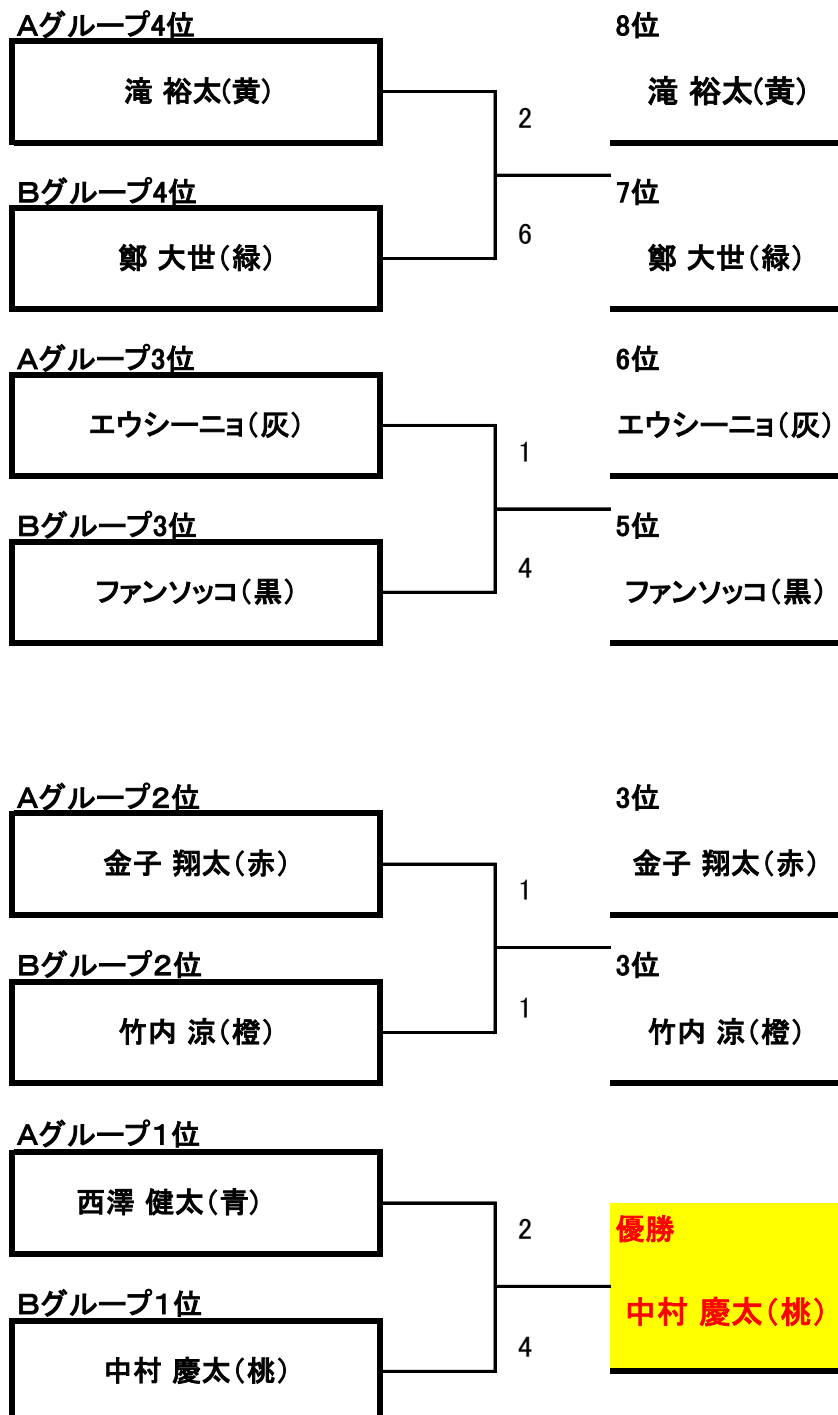 Aグループ4位
8位
滝 裕太(黄)
2
滝 裕太(黄)
Bグループ4位
7位
鄭 大世(緑)
6
鄭 大世(緑)
Aグループ3位
6位
エウシーニョ(灰)
1
エウシーニョ(灰)
Bグループ3位
5位
ファンソッコ(黒)
4
ファンソッコ(黒)
Aグループ2位
3位
金子 翔太(赤)
1
金子 翔太(赤)
Bグループ2位
3位
竹内 涼(橙)
1
竹内 涼(橙)
Aグループ1位
西澤 健太(青)
2
優勝
Bグループ1位
中村 慶太(桃)
4
中村 慶太(桃)